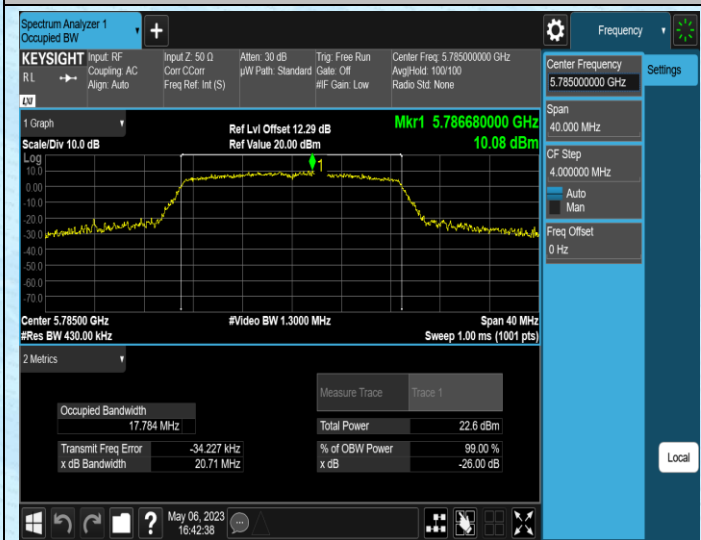 Spectrum Analyzer 1
Occupied BW
Frequency
KEYSIGHT
R L
LXI
Input: RF
Coupling: AC
Align: Auto
Input Z: 50 Ω
Corr CCorr
Freq Ref: Int (S)
Atten: 30 dB
µW Path: Standard
Trig: Free Run
Gate: Off
#IF Gain: Low
Center Freq: 5.785000000 GHz
Avg|Hold: 100/100
Radio Std: None
Center Frequency
5.785000000 GHz
Settings
Span
40.000 MHz
CF Step
4.000000 MHz
Auto
Man
Freq Offset
0 Hz
1 Graph
Scale/Div 10.0 dB
Ref Lvl Offset 12.29 dB
Ref Value 20.00 dBm
Mkr1 5.786680000 GHz
10.08 dBm
Log
10.0
0.00
-10.0
-20.0
-30.0
-40.0
-50.0
-60.0
-70.0
1
Center 5.78500 GHz
#Res BW 430.00 kHz
#Video BW 1.3000 MHz
Span 40 MHz
Sweep 1.00 ms (1001 pts)
2 Metrics
Measure Trace
Trace 1
Occupied Bandwidth
17.784 MHz
Total Power
22.6 dBm
Transmit Freq Error
-34.227 kHz
% of OBW Power
99.00 %
x dB Bandwidth
20.71 MHz
x dB
-26.00 dB
Local
?
May 06, 2023
16:42:38